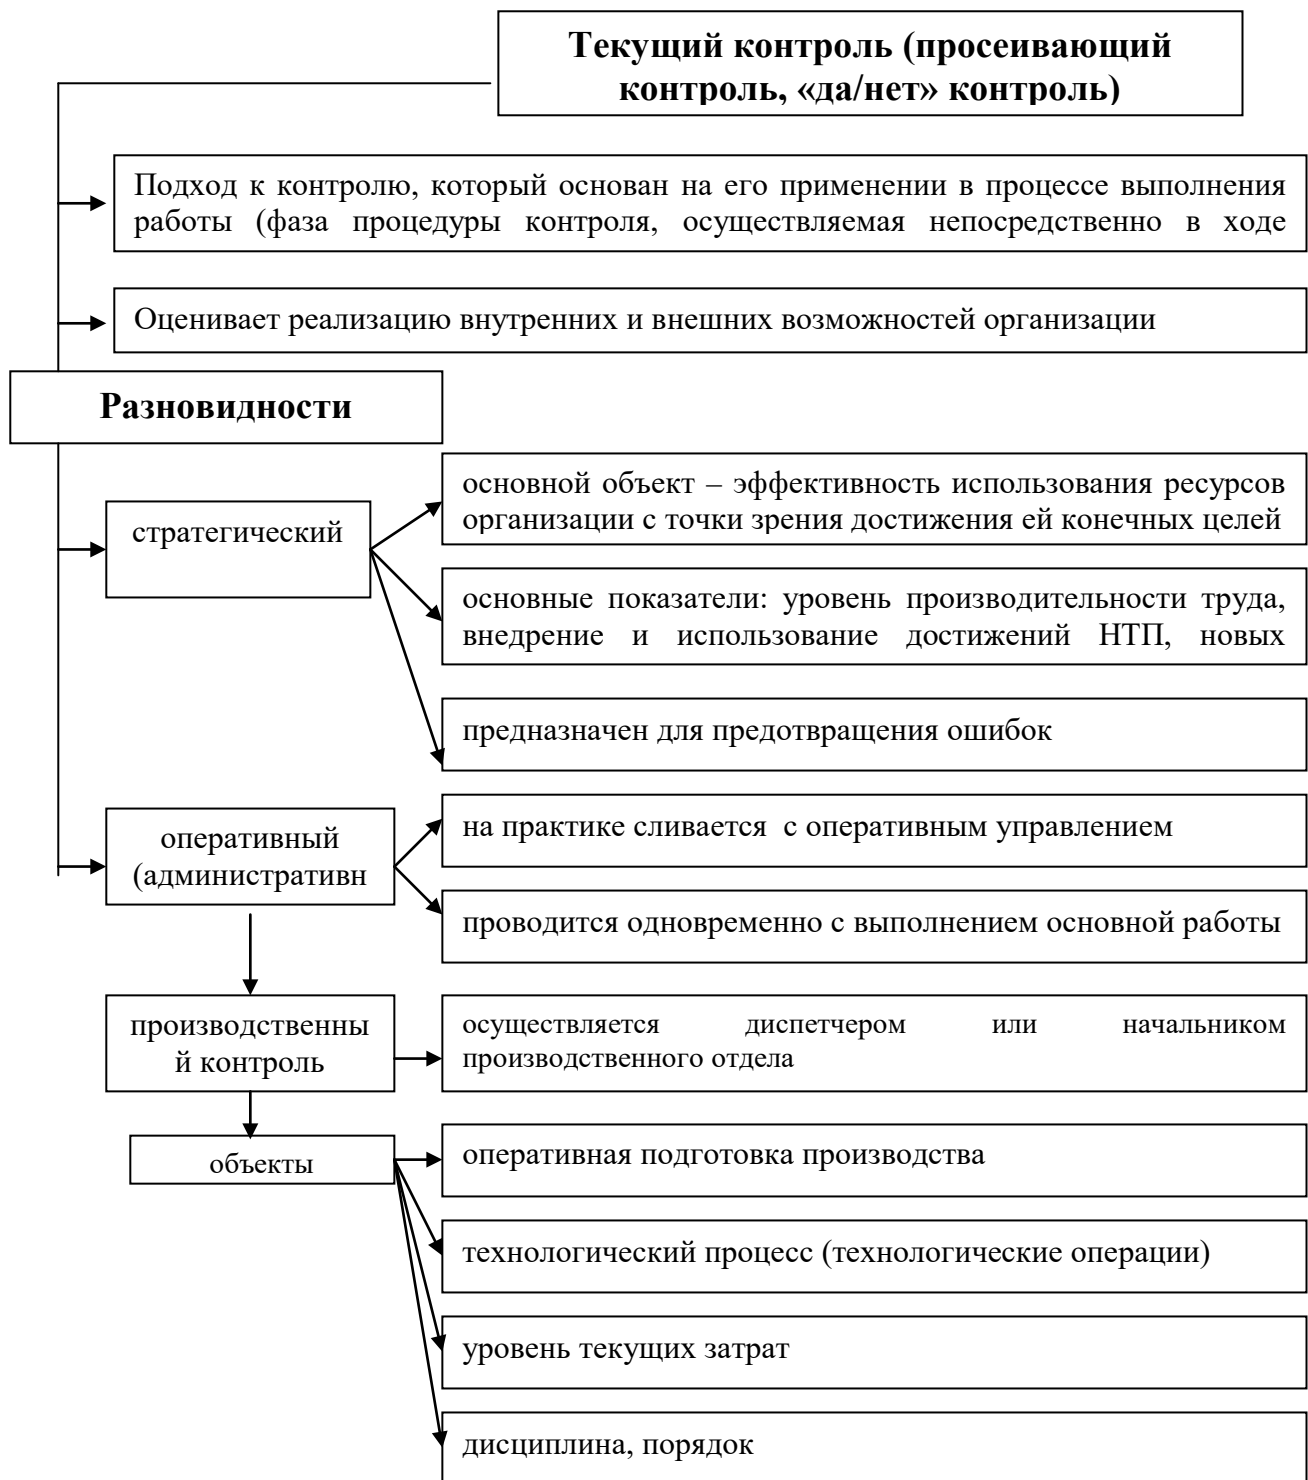 Текущий контроль (просеивающий
контроль, «да/нет» контроль)
Подход к контролю, который основан на его применении в процессе выполнения
работы (фаза процедуры контроля, осуществляемая непосредственно в ходе
Оценивает реализацию внутренних и внешних возможностей организации
Разновидности
стратегический
основной объект – эффективность использования ресурсов
организации с точки зрения достижения ей конечных целей
основные показатели: уровень производительности труда,
внедрение и использование достижений НТП, новых
предназначен для предотвращения ошибок
оперативный
(административн
на практике сливается с оперативным управлением
проводится одновременно с выполнением основной работы
производственны
й контроль
осуществляется диспетчером или начальником
производственного отдела
объекты
оперативная подготовка производства
технологический процесс (технологические операции)
уровень текущих затрат
дисциплина, порядок